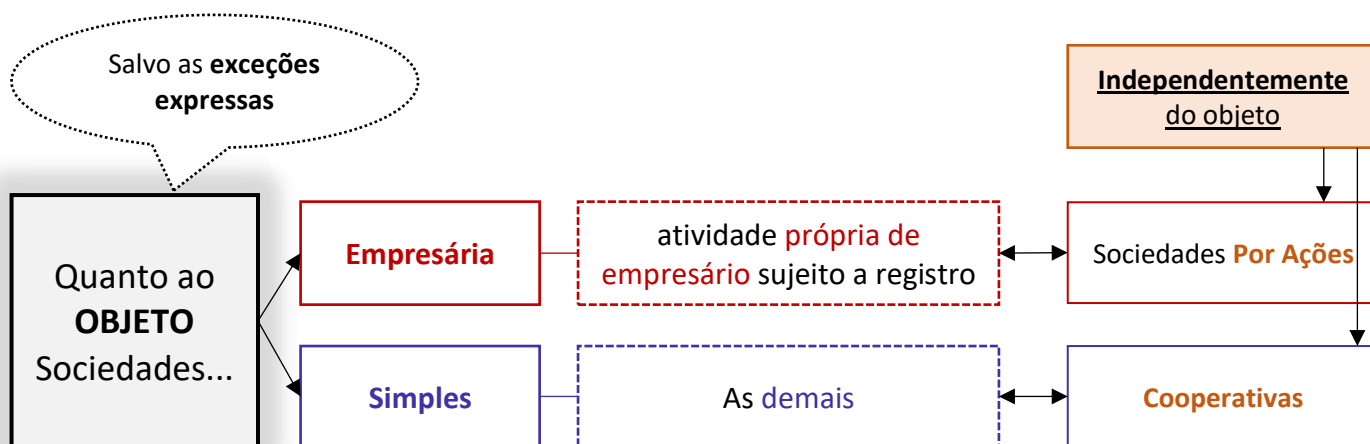 Salvo as exceções
expressas
Independentemente
do objeto
Quanto ao
OBJETO
Sociedades...
Empresária
atividade própria de
empresário sujeito a registro
Sociedades Por Ações
Simples
As demais
Cooperativas